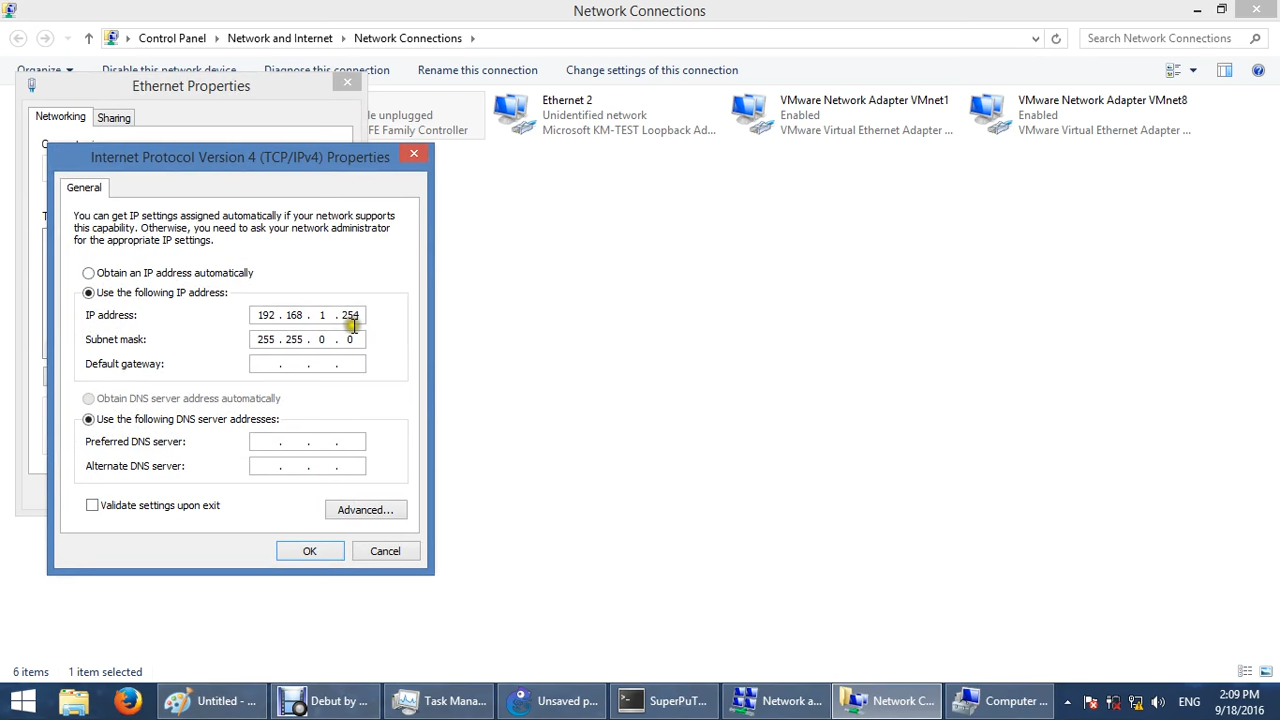 Network Connections
Control Panel
Network and Internet
Network Connections
Search Network Connections
Organize
Disable this network device
Diagnose this connection
Rename this connection
Change settings of this connection
Ethernet Properties
Networking
Sharing
unplugged
FE Family Controller
Ethernet 2
Unidentified network
Microsoft KM-TEST Loopback Ad...
VMware Network Adapter VMnet1
Enabled
VMware Virtual Ethernet Adapter ...
VMware Network Adapter VMnet8
Enabled
VMware Virtual Ethernet Adapter ...
Internet Protocol Version 4 (TCP/IPv4) Properties
General
You can get IP settings assigned automatically if your network supports
this capability. Otherwise, you need to ask your network administrator
for the appropriate IP settings.
Obtain an IP address automatically
Use the following IP address:
IP address: 192 . 168 . 1 . 254
Subnet mask: 255 . 255 . 0 . 0
Default gateway: . . .
Obtain DNS server address automatically
Use the following DNS server addresses:
Preferred DNS server: . . .
Alternate DNS server: . . .
Validate settings upon exit
Advanced...
OK
Cancel
6 items
1 item selected
Untitled - ...
Debut by ...
Task Mana...
Unsaved p...
SuperPuT...
Network a...
Network C...
Computer ...
ENG
2:09 PM
9/18/2016